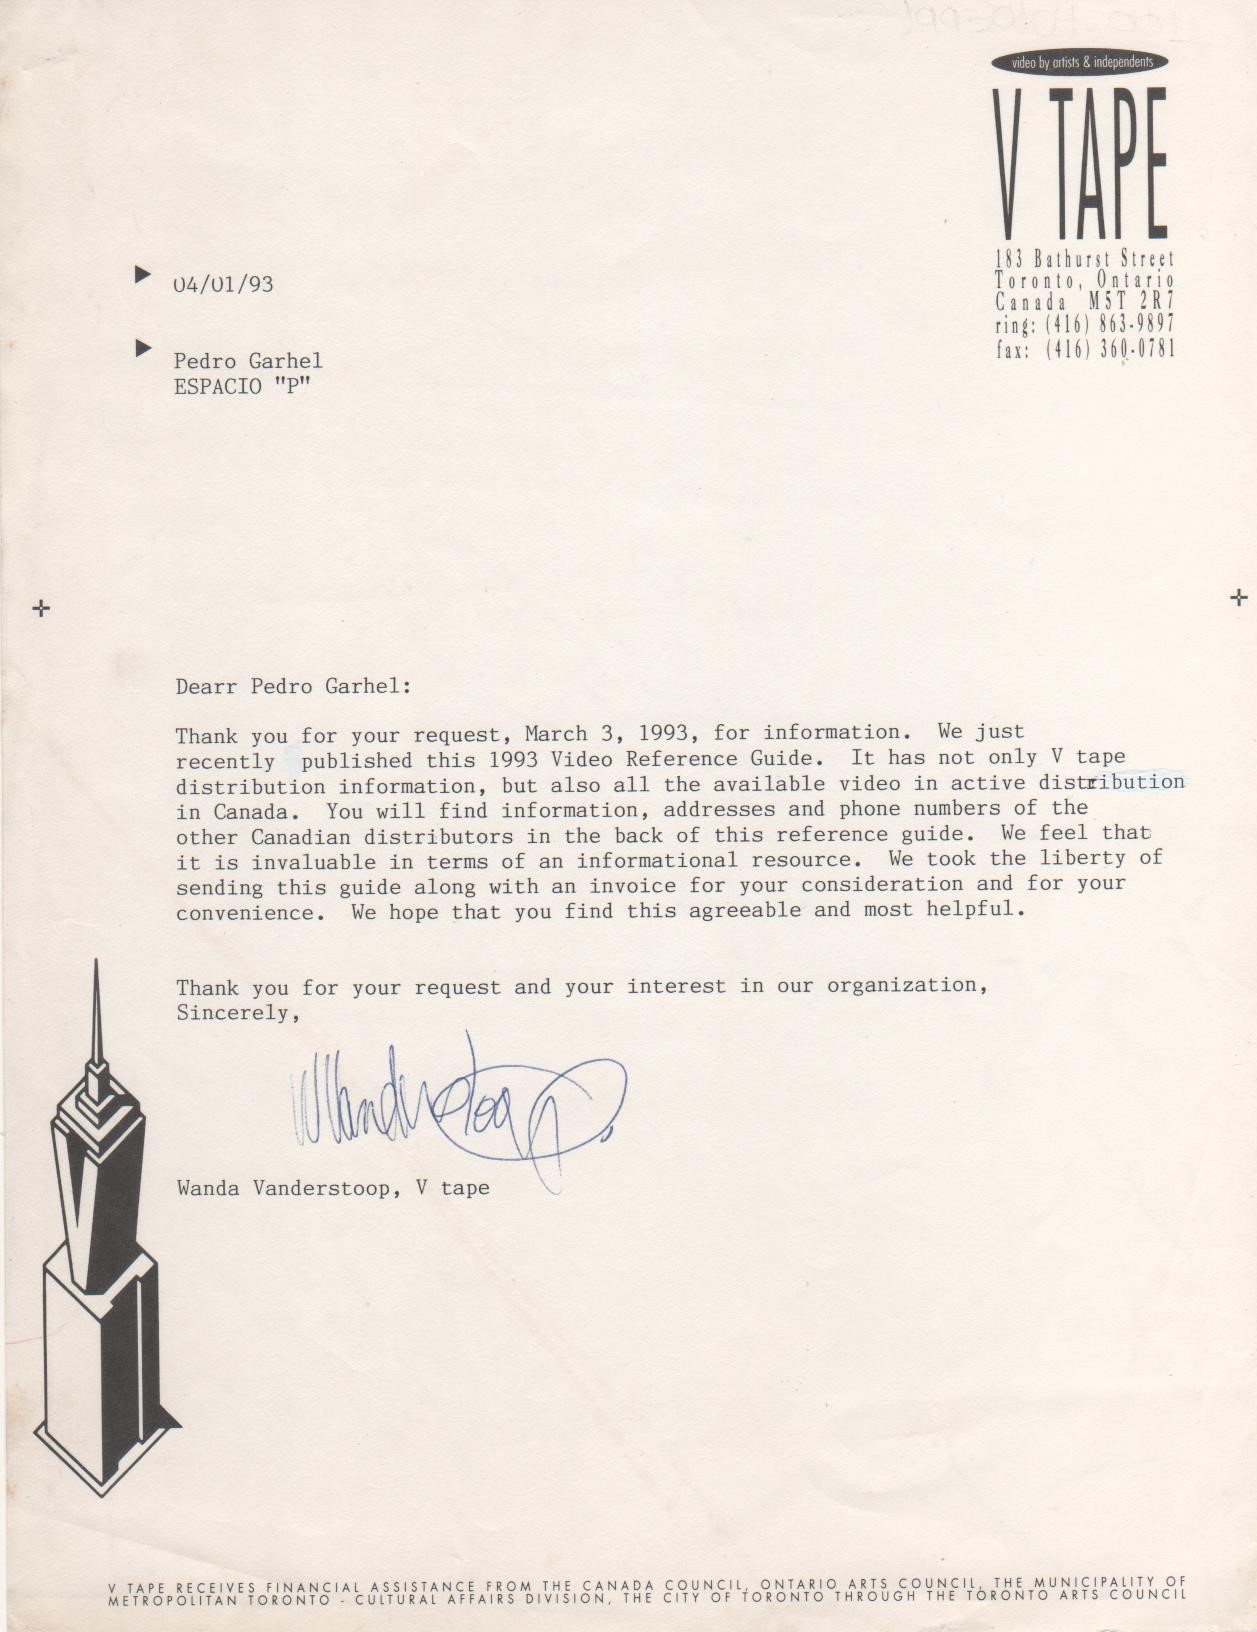 video by artists & independents
V TAPE
183 Bathurst Street
Toronto, Ontario
Canada M5T 2R7
ring: (416) 863-9897
fax: (416) 360-0781
04/01/93
Pedro Garhel
ESPACIO "P"
Dearr Pedro Garhel:
Thank you for your request, March 3, 1993, for information. We just
recently published this 1993 Video Reference Guide. It has not only V tape
distribution information, but also all the available video in active distribution
in Canada. You will find information, addresses and phone numbers of the
other Canadian distributors in the back of this reference guide. We feel that
it is invaluable in terms of an informational resource. We took the liberty of
sending this guide along with an invoice for your consideration and for your
convenience. We hope that you find this agreeable and most helpful.
Thank you for your request and your interest in our organization,
Sincerely,
Wanda Vanderstoop, V tape
V TAPE RECEIVES FINANCIAL ASSISTANCE FROM THE CANADA COUNCIL, ONTARIO ARTS COUNCIL, THE MUNICIPALITY OF
METROPOLITAN TORONTO - CULTURAL AFFAIRS DIVISION, THE CITY OF TORONTO THROUGH THE TORONTO ARTS COUNCIL